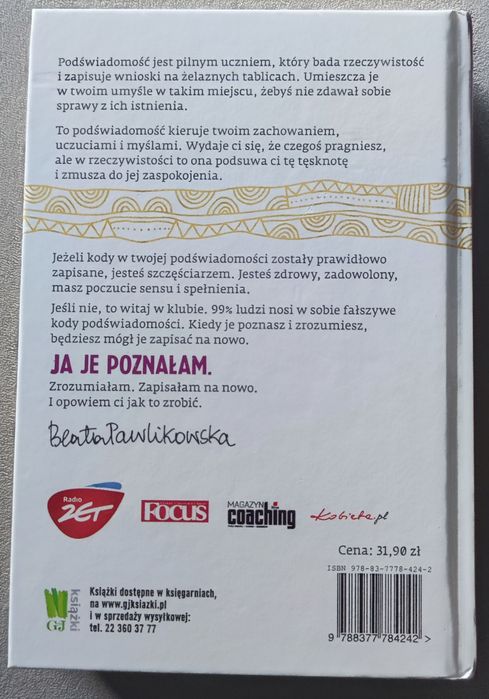 Podświadomość jest pilnym uczniem, który bada rzeczywistość
i zapisuje wnioski na żelaznych tablicach. Umieszcza je
w twoim umyśle w takim miejscu, żebyś nie zdawał sobie
sprawy z ich istnienia.
To podświadomość kieruje twoim zachowaniem,
uczuciami i myślami. Wydaje ci się, że czegoś pragniesz,
ale w rzeczywistości to ona podsuwa ci tę tęsknotę
i zmusza do jej zaspokojenia.
Jeżeli kody w twojej podświadomości zostały prawidłowo
zapisane, jesteś szczęściarzem. Jesteś zdrowy, zadowolony,
masz poczucie sensu i spełnienia.
Jeśli nie, to witaj w klubie. 99% ludzi nosi w sobie fałszywe
kody podświadomości. Kiedy je poznasz i zrozumiesz,
będziesz mógł je zapisać na nowo.
JA JE POZNAŁAM.
Zrozumiałam. Zapisałam na nowo.
I opowiem ci jak to zrobić.
Beata Pawlikowska
Radio
ZET
FOCUS
MAGAZYN
coaching
Kobieta.pl
Cena: 31,90 zł
ISBN 978-83-7778-424-2
9 788377 784242 >
GJ
książki
Książki dostępne w księgarniach,
na www.gjksiazki.pl
i w sprzedaży wysyłkowej:
tel. 22 360 37 77